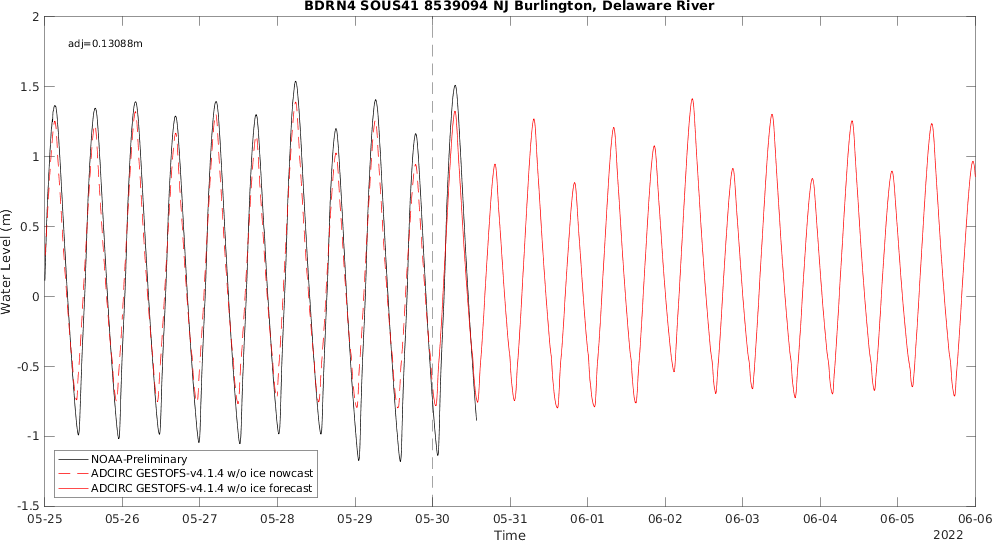 BDRN4 SOUS41 8539094 NJ Burlington, Delaware River
adj=0.13088m
2
1.5
1
0.5
0
-0.5
-1
-1.5
Water Level (m)
NOAA-Preliminary
ADCIRC GESTOFS-v4.1.4 w/o ice nowcast
ADCIRC GESTOFS-v4.1.4 w/o ice forecast
05-25 05-26 05-27 05-28 05-29 05-30 05-31 06-01 06-02 06-03 06-04 06-05 06-06
Time
2022